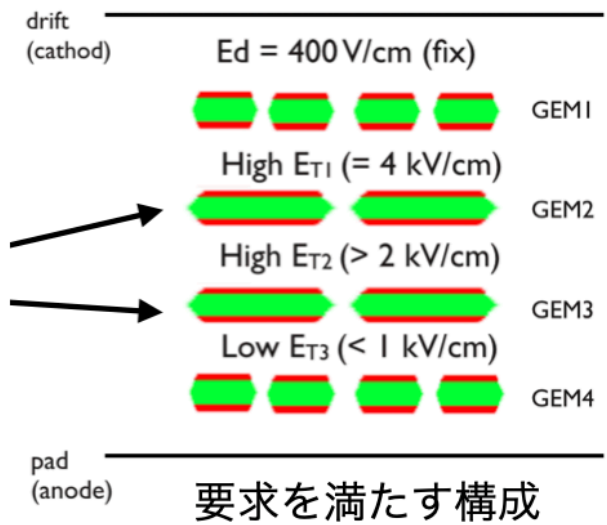 drift
(cathod)
Ed = 400 V/cm (fix)
GEM1
High ET1 (= 4 kV/cm)
GEM2
High ET2 (> 2 kV/cm)
GEM3
Low ET3 (< 1 kV/cm)
GEM4
pad
(anode)
要求を満たす構成